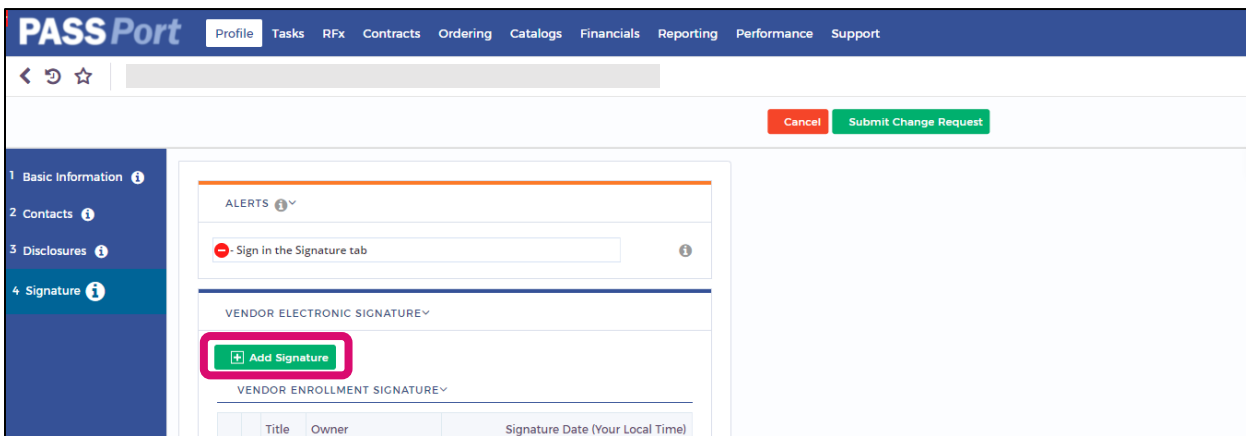 PASSPort Profile Tasks RFx Contracts Ordering Catalogs Financials Reporting Performance Support
Cancel Submit Change Request
1 Basic Information i
2 Contacts i
3 Disclosures i
4 Signature i
ALERTS i
- Sign in the Signature tab i
VENDOR ELECTRONIC SIGNATURE
+ Add Signature
VENDOR ENROLLMENT SIGNATURE
Title Owner Signature Date (Your Local Time)